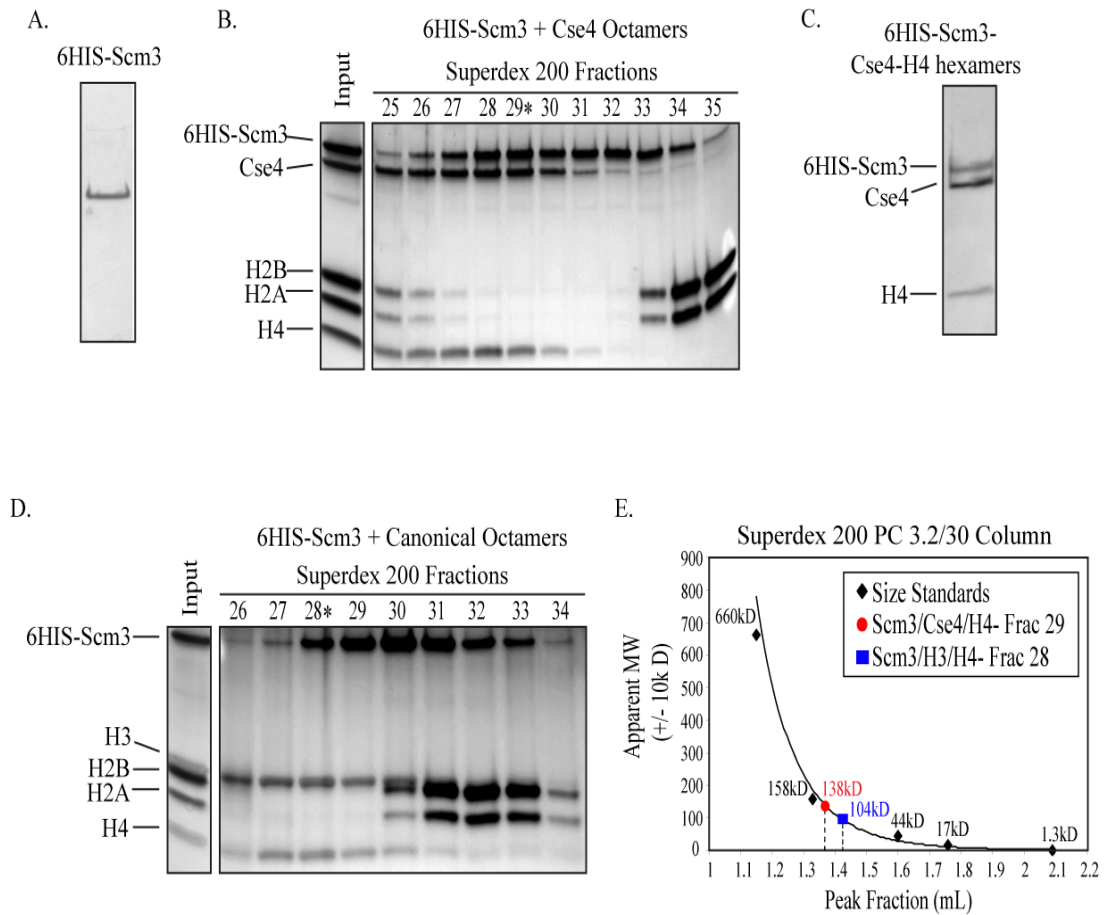 A.
6HIS-Scm3
B.
6HIS-Scm3 + Cse4 Octamers
Superdex 200 Fractions
Input
25 26 27 28 29* 30 31 32 33 34 35
6HIS-Scm3
Cse4
H2B
H2A
H4
C.
6HIS-Scm3-
Cse4-H4 hexamers
6HIS-Scm3
Cse4
H4
D.
6HIS-Scm3 + Canonical Octamers
Superdex 200 Fractions
Input
26 27 28* 29 30 31 32 33 34
6HIS-Scm3
H3
H2B
H2A
H4
E.
Superdex 200 PC 3.2/30 Column
Apparent MW
(+/- 10k D)
900
800
700
600
500
400
300
200
100
0
660kD
158kD
138kD
104kD
44kD
17kD
1.3kD
Size Standards
Scm3/Cse4/H4- Frac 29
Scm3/H3/H4- Frac 28
1 1.1 1.2 1.3 1.4 1.5 1.6 1.7 1.8 1.9 2 2.1 2.2
Peak Fraction (mL)